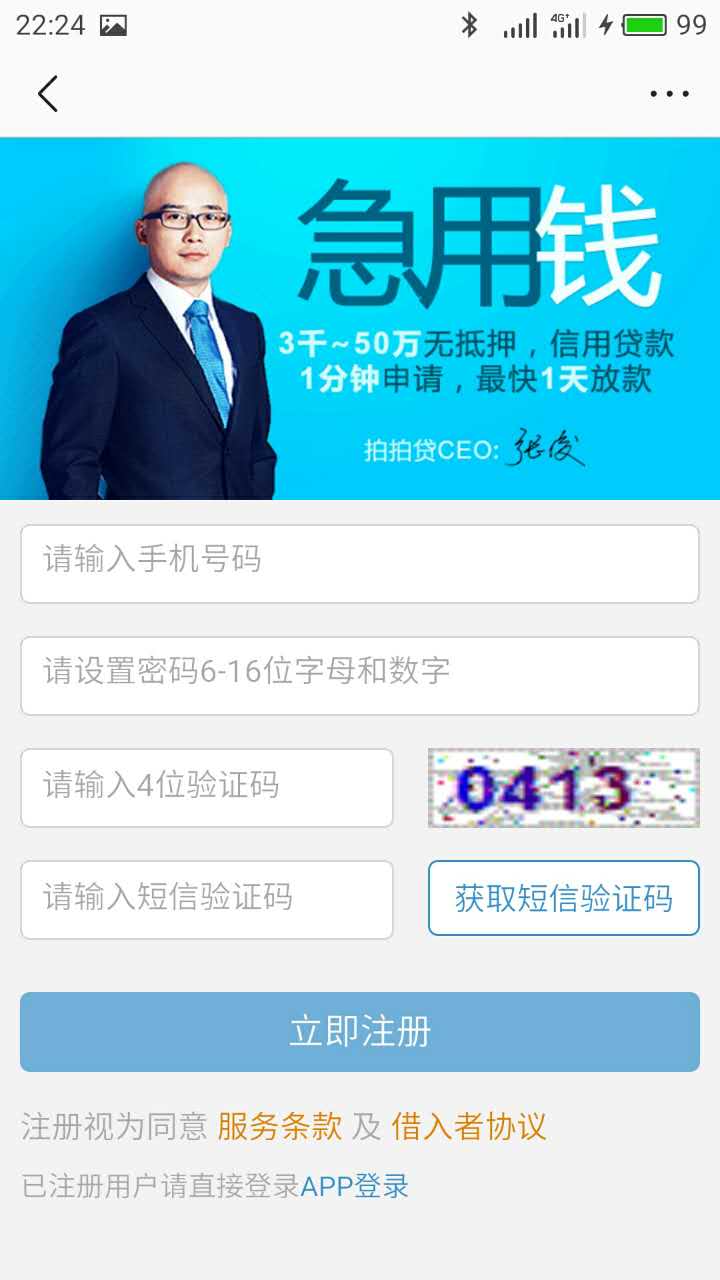 22:24 4G+ 99
急用钱
3千~50万无抵押，信用贷款
1分钟申请，最快1天放款
拍拍贷CEO: 张俊
请输入手机号码
请设置密码6-16位字母和数字
请输入4位验证码 0413
请输入短信验证码 获取短信验证码
立即注册
注册视为同意 服务条款 及 借入者协议
已注册用户请直接登录APP登录